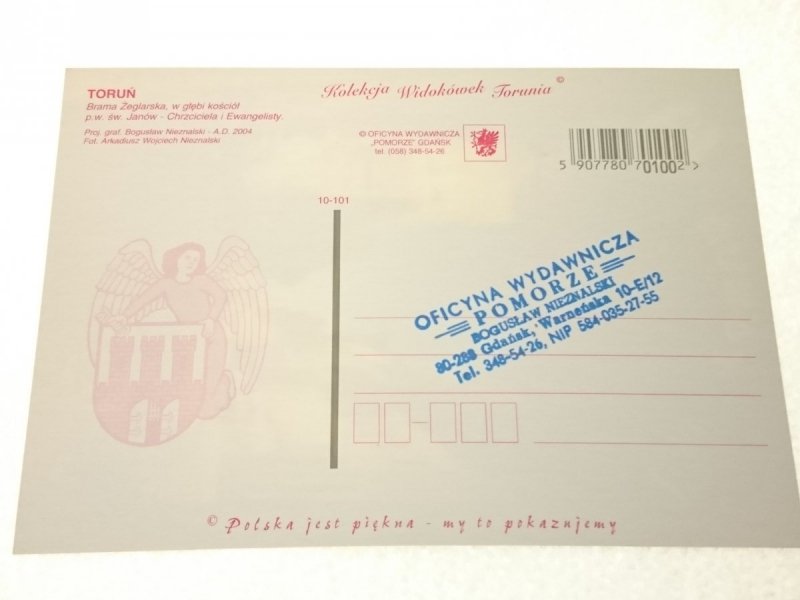 TORUŃ
Brama Żeglarska, w głębi kościół
p.w. św. Janów - Chrzciciela i Ewangelisty.
Proj. graf. Bogusław Nieznalski - A.D. 2004
Fot. Arkadiusz Wojciech Nieznalski
Kolekcja Widokówek Torunia ©
© OFICYNA WYDAWNICZA
„POMORZE" GDAŃSK
tel. (058) 348-54-26
5 907780 701002 >
10-101
OFICYNA WYDAWNICZA
POMORZE
BOGUSŁAW NIEZNALSKI
80-288 Gdańsk, Warneńska 10-E/12
Tel. 348-54-26, NIP 584-035-27-55
© Polska jest piękna - my to pokazujemy